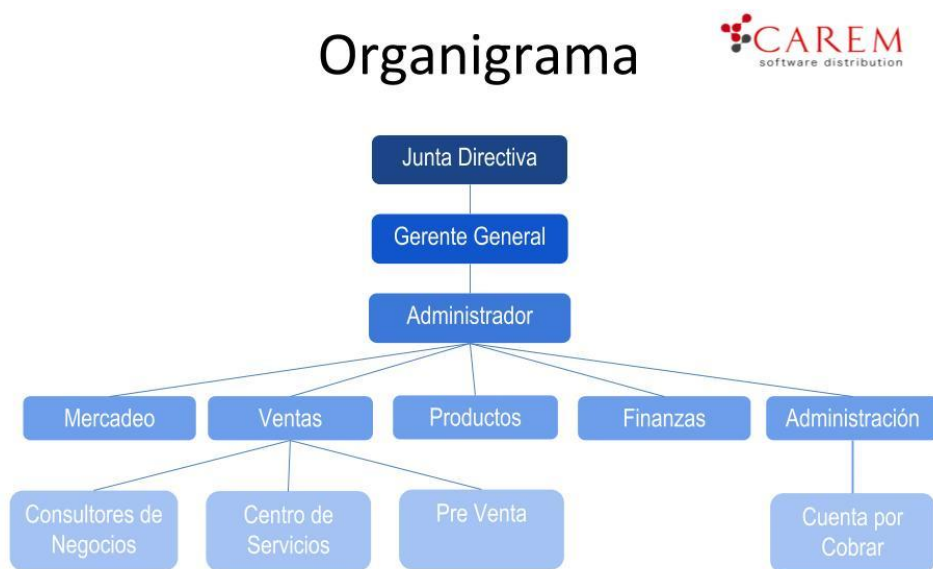 Organigrama
CAREM
software distribution
Junta Directiva
Gerente General
Administrador
Mercadeo
Ventas
Productos
Finanzas
Administración
Consultores de
Negocios
Centro de
Servicios
Pre Venta
Cuenta por
Cobrar